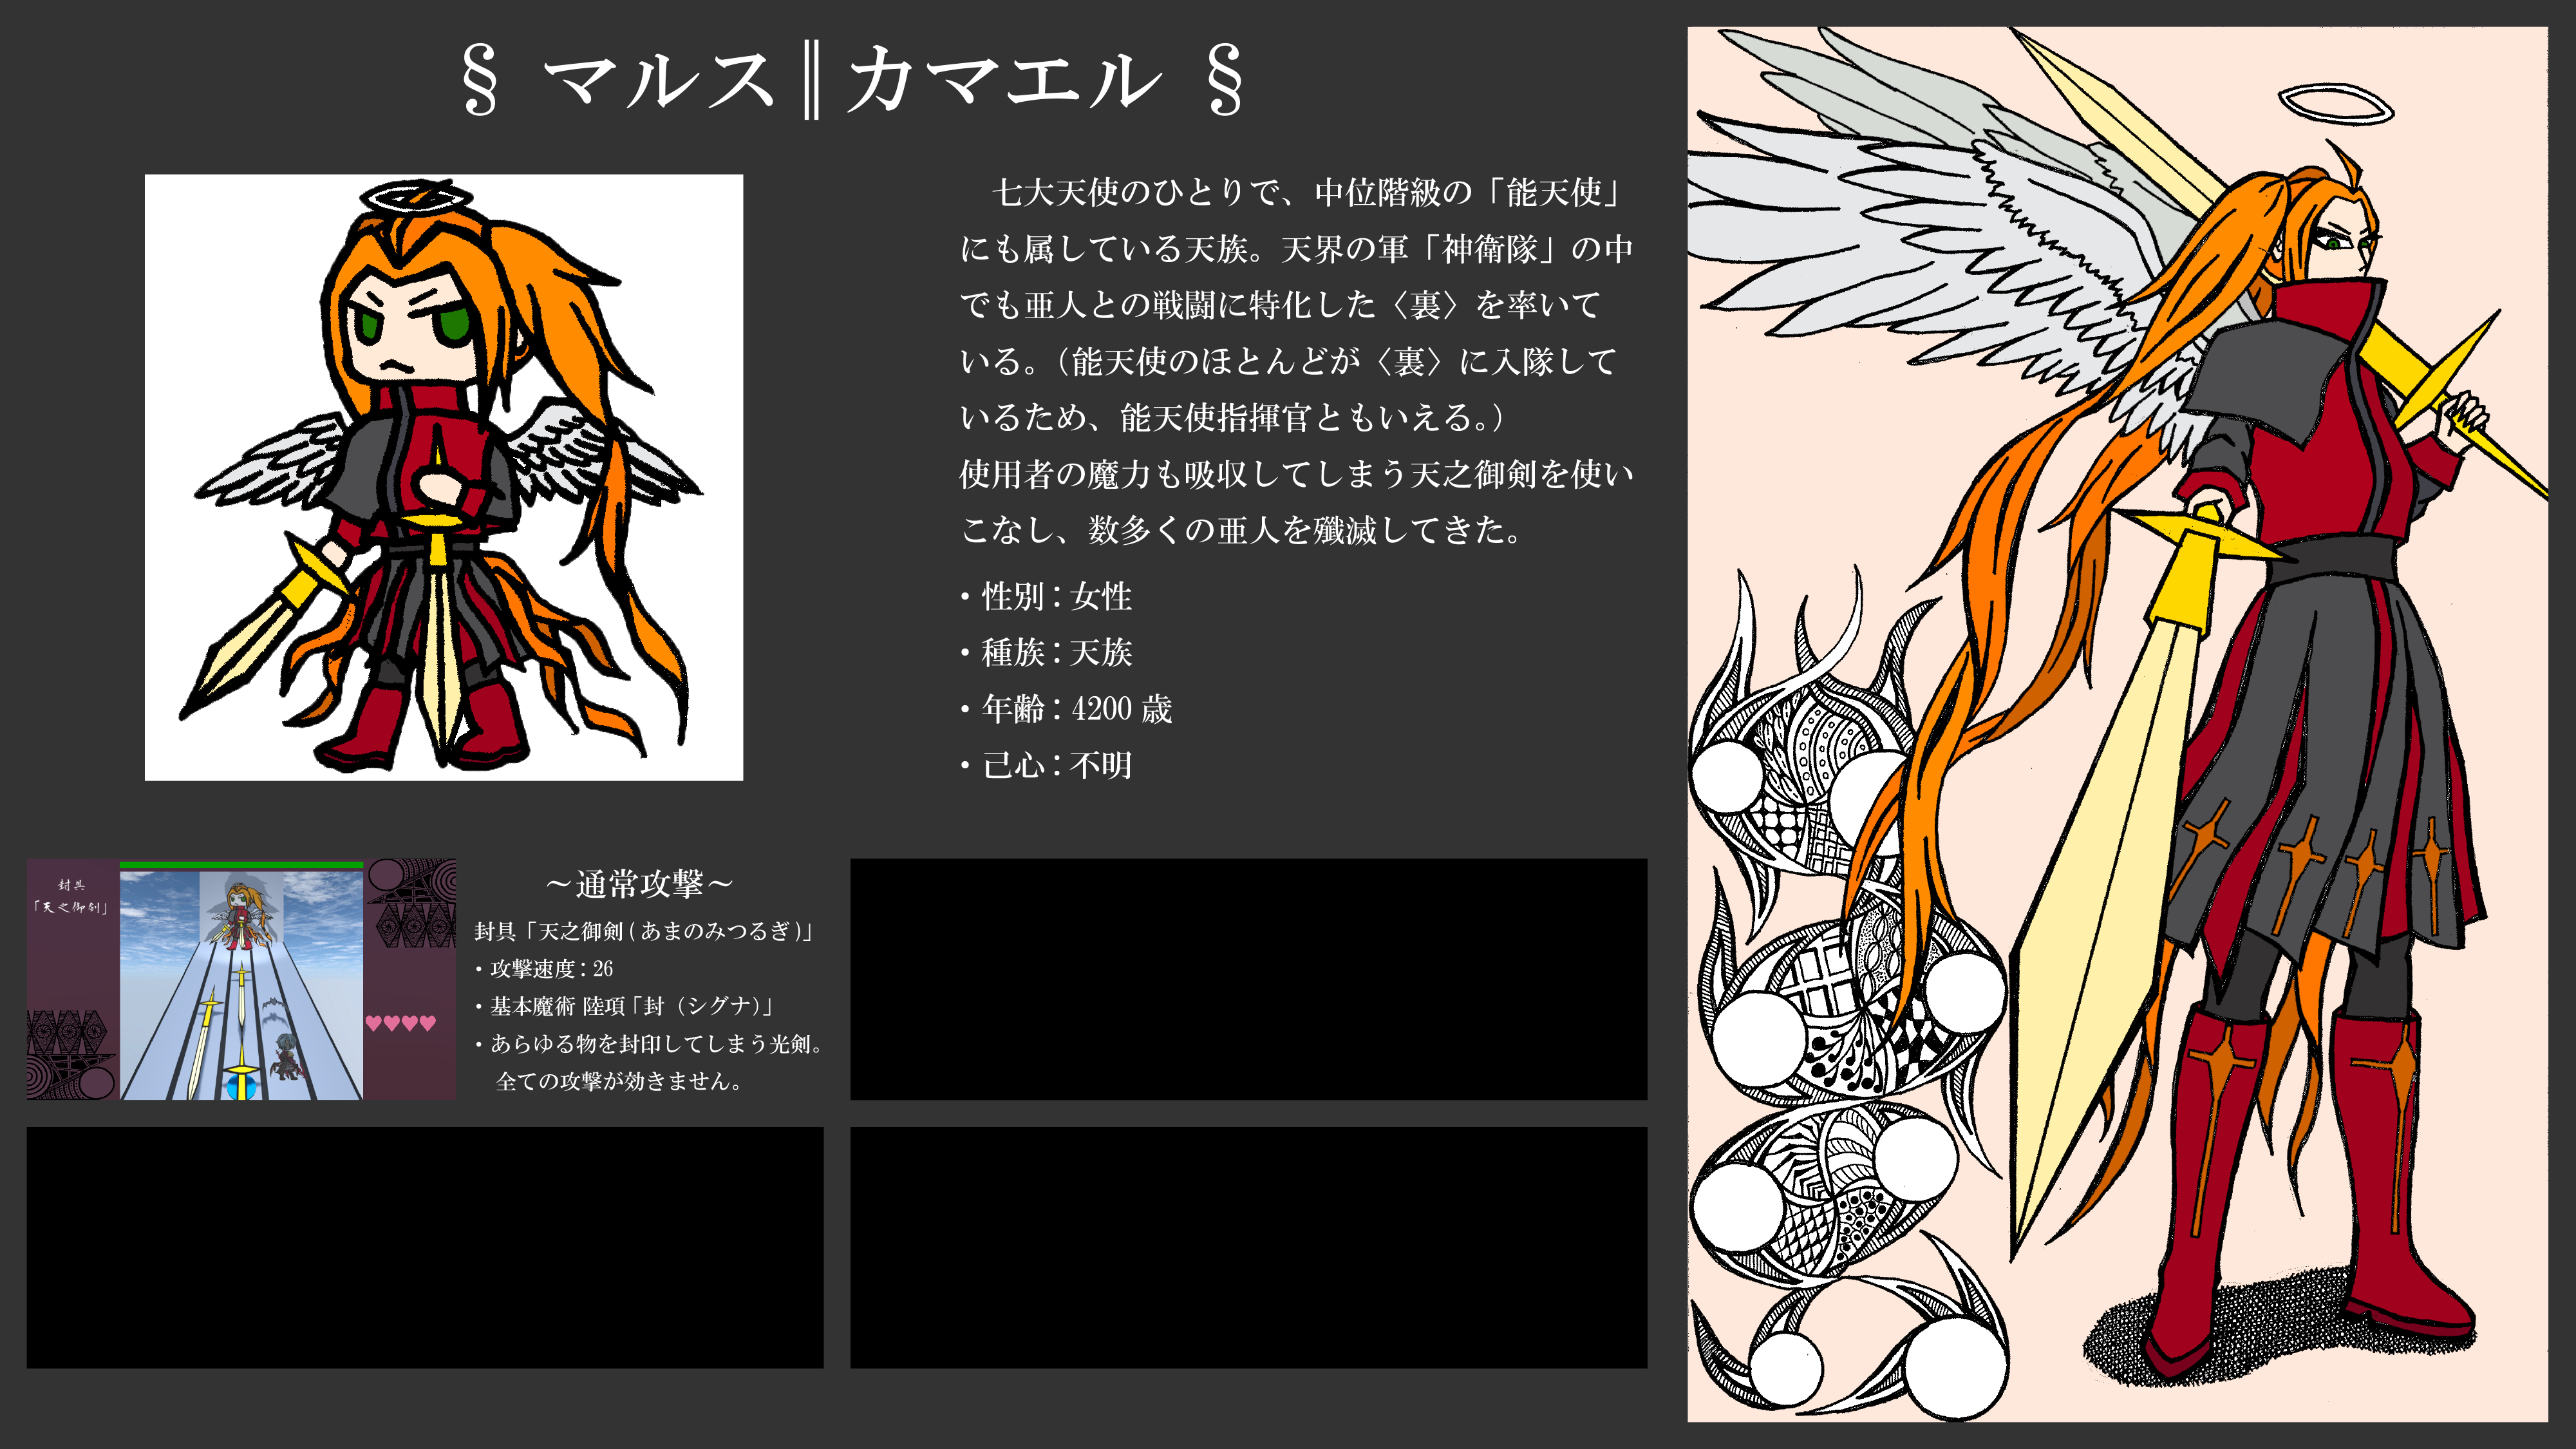 § マルス‖カマエル §
七大天使のひとりで、中位階級の「能天使」
にも属している天族。天界の軍「神衛隊」の中
でも亜人との戦闘に特化した〈裏〉を率いて
いる。（能天使のほとんどが〈裏〉に入隊して
いるため、能天使指揮官ともいえる。）
使用者の魔力も吸収してしまう天之御剣を使い
こなし、数多くの亜人を殲滅してきた。
・性別：女性
・種族：天族
・年齢：4200 歳
・己心：不明
封具
「天之御剣」
～通常攻撃～
封具「天之御剣(あまのみつるぎ)」
・攻撃速度：26
・基本魔術 陸項「封（シグナ）」
・あらゆる物を封印してしまう光剣。
全ての攻撃が効きません。